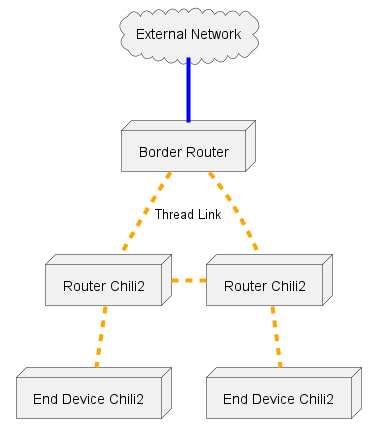 External Network
Border Router
Thread Link
Router Chili2
Router Chili2
End Device Chili2
End Device Chili2